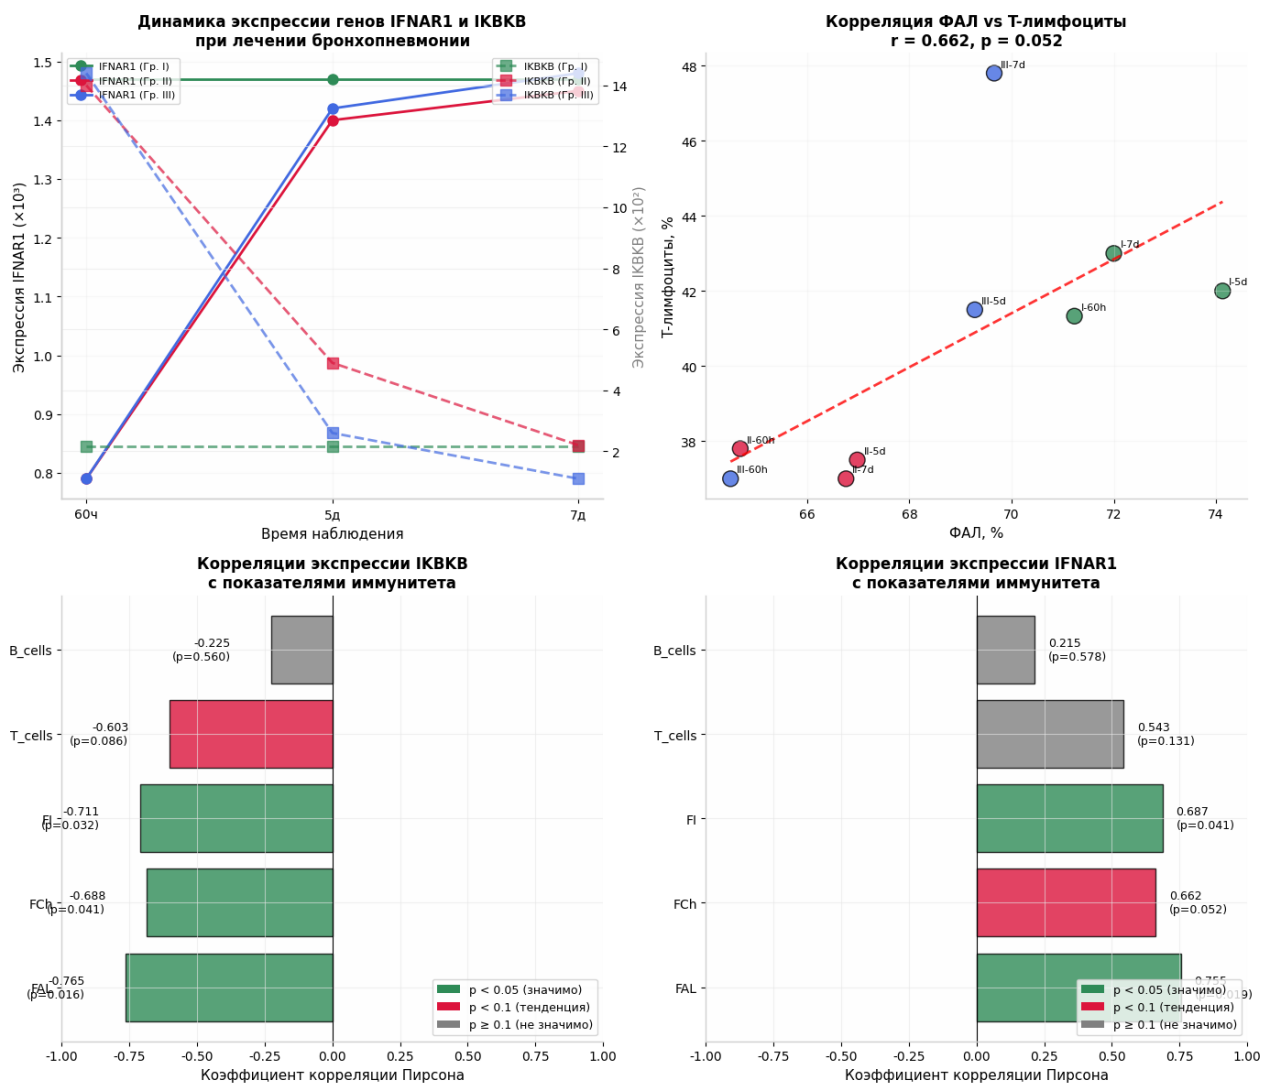 Динамика экспрессии генов IFNAR1 и IKBKB
при лечении бронхопневмонии
IFNAR1 (Гр. I)
IFNAR1 (Гр. II)
IFNAR1 (Гр. III)
IKBKB (Гр. I)
IKBKB (Гр. II)
IKBKB (Гр. III)
Экспрессия IFNAR1 (×10³)
1.5
1.4
1.3
1.2
1.1
1.0
0.9
0.8
Экспрессия IKBKB (×10²)
14
12
10
8
6
4
2
60ч
5д
7д
Время наблюдения
Корреляция ФАЛ vs Т-лимфоциты
r = 0.662, p = 0.052
Т-лимфоциты, %
48
46
44
42
40
38
III-7d
I-7d
I-5d
III-5d
I-60h
II-60h
II-5d
III-60h
II-7d
66
68
70
72
74
ФАЛ, %
Корреляции экспрессии IKBKB
с показателями иммунитета
B_cells
-0.225
(p=0.560)
T_cells
-0.603
(p=0.086)
FI
-0.711
(p=0.032)
FCh
-0.688
(p=0.041)
FAL
-0.765
(p=0.016)
p < 0.05 (значимо)
p < 0.1 (тенденция)
p ≥ 0.1 (не значимо)
-1.00
-0.75
-0.50
-0.25
0.00
0.25
0.50
0.75
1.00
Коэффициент корреляции Пирсона
Корреляции экспрессии IFNAR1
с показателями иммунитета
B_cells
0.215
(p=0.578)
T_cells
0.543
(p=0.131)
FI
0.687
(p=0.041)
FCh
0.662
(p=0.052)
FAL
0.755
(p=0.019)
p < 0.05 (значимо)
p < 0.1 (тенденция)
p ≥ 0.1 (не значимо)
-1.00
-0.75
-0.50
-0.25
0.00
0.25
0.50
0.75
1.00
Коэффициент корреляции Пирсона